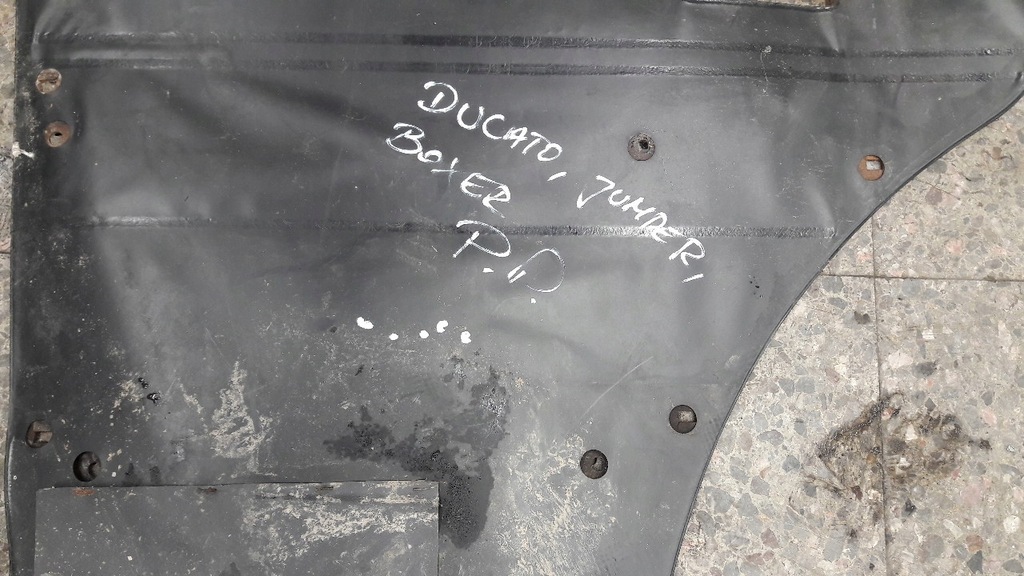 DUCATO, JUMPER,
BOXER
P.P.